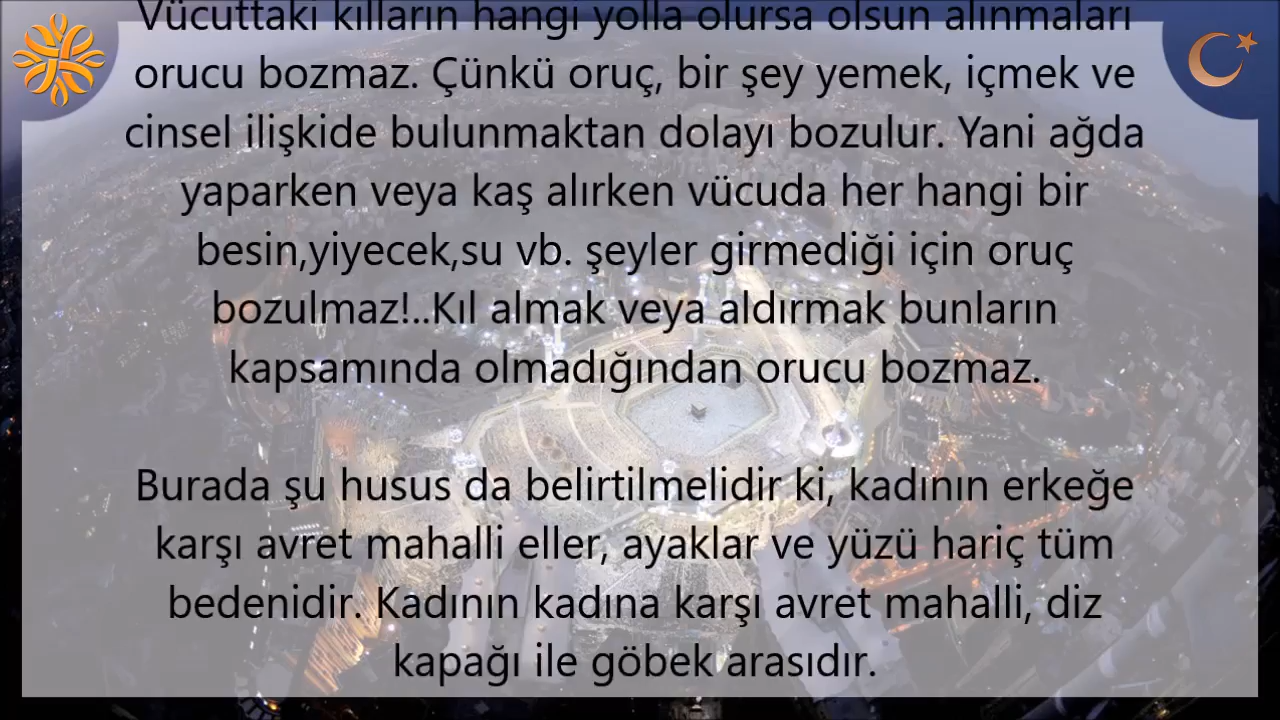 Vücuttaki kılların hangi yolla olursa olsun alınmaları
orucu bozmaz. Çünkü oruç, bir şey yemek, içmek ve
cinsel ilişkide bulunmaktan dolayı bozulur. Yani ağda
yaparken veya kaş alırken vücuda her hangi bir
besin,yiyecek,su vb. şeyler girmediği için oruç
bozulmaz!..Kıl almak veya aldırmak bunların
kapsamında olmadığından orucu bozmaz.
Burada şu husus da belirtilmelidir ki, kadının erkeğe
karşı avret mahalli eller, ayaklar ve yüzü hariç tüm
bedenidir. Kadının kadına karşı avret mahalli, diz
kapağı ile göbek arasıdır.